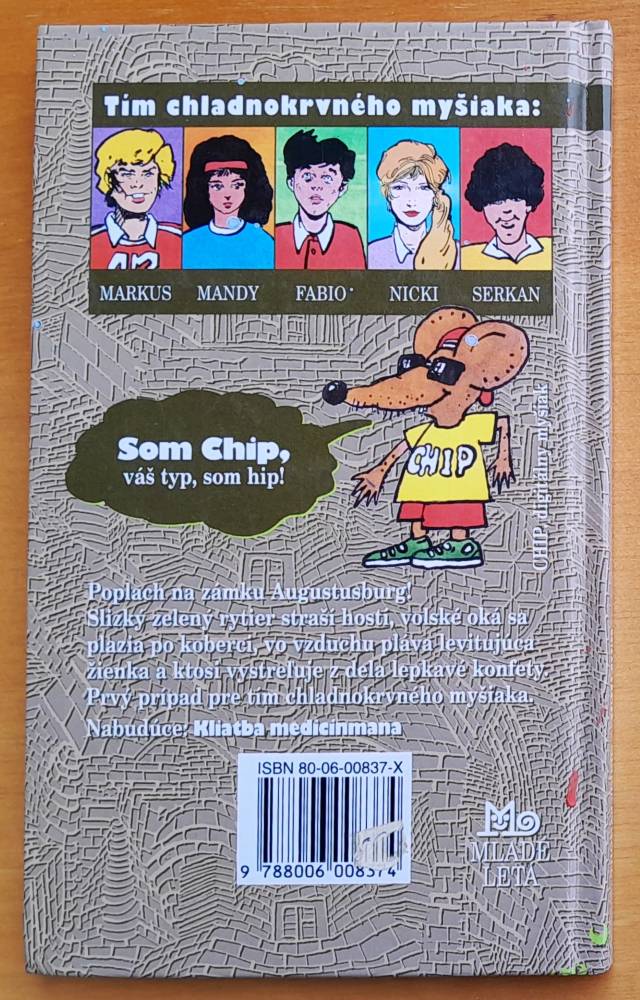 Tím chladnokrvného myšiaka:
MARKUS MANDY FABIO NICKI SERKAN
Som Chip,
váš typ, som hip!
CHIP
CHIP, digitálny myšiak
Poplach na zámku Augustusburg!
Slizký zelený rytier straší hostí, volské oká sa
plazia po koberci, vo vzduchu pláva levitujúca
žienka a ktosi vystreľuje z dela lepkavé konfety.
Prvý prípad pre tím chladnokrvného myšiaka.
Nabudúce: Kliatba medicinmana
ISBN 80-06-00837-X
9 788006 008374
MLADÉ
LETÁ